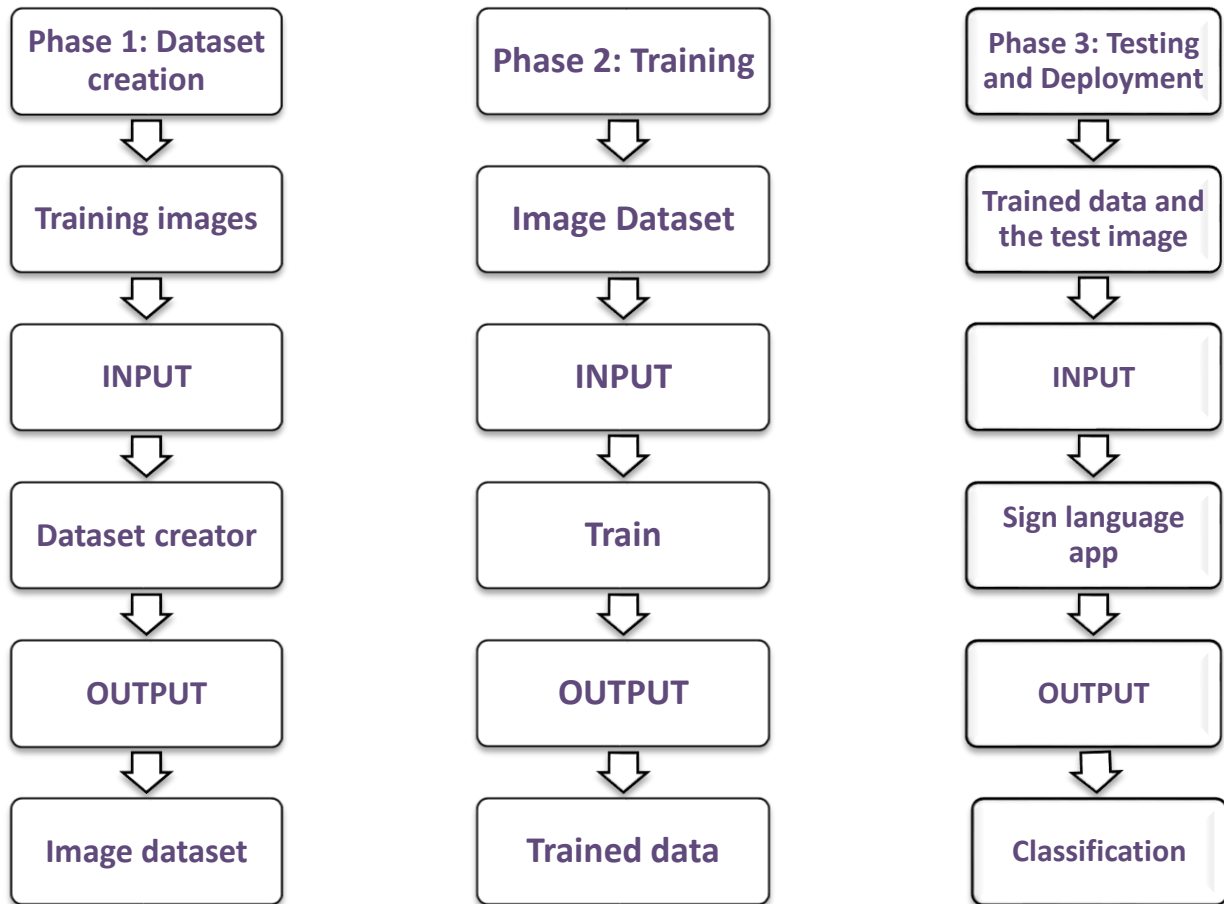 Phase 1: Dataset
creation
Training images
INPUT
Dataset creator
OUTPUT
Image dataset
Phase 2: Training
Image Dataset
INPUT
Train
OUTPUT
Trained data
Phase 3: Testing
and Deployment
Trained data and
the test image
INPUT
Sign language
app
OUTPUT
Classification